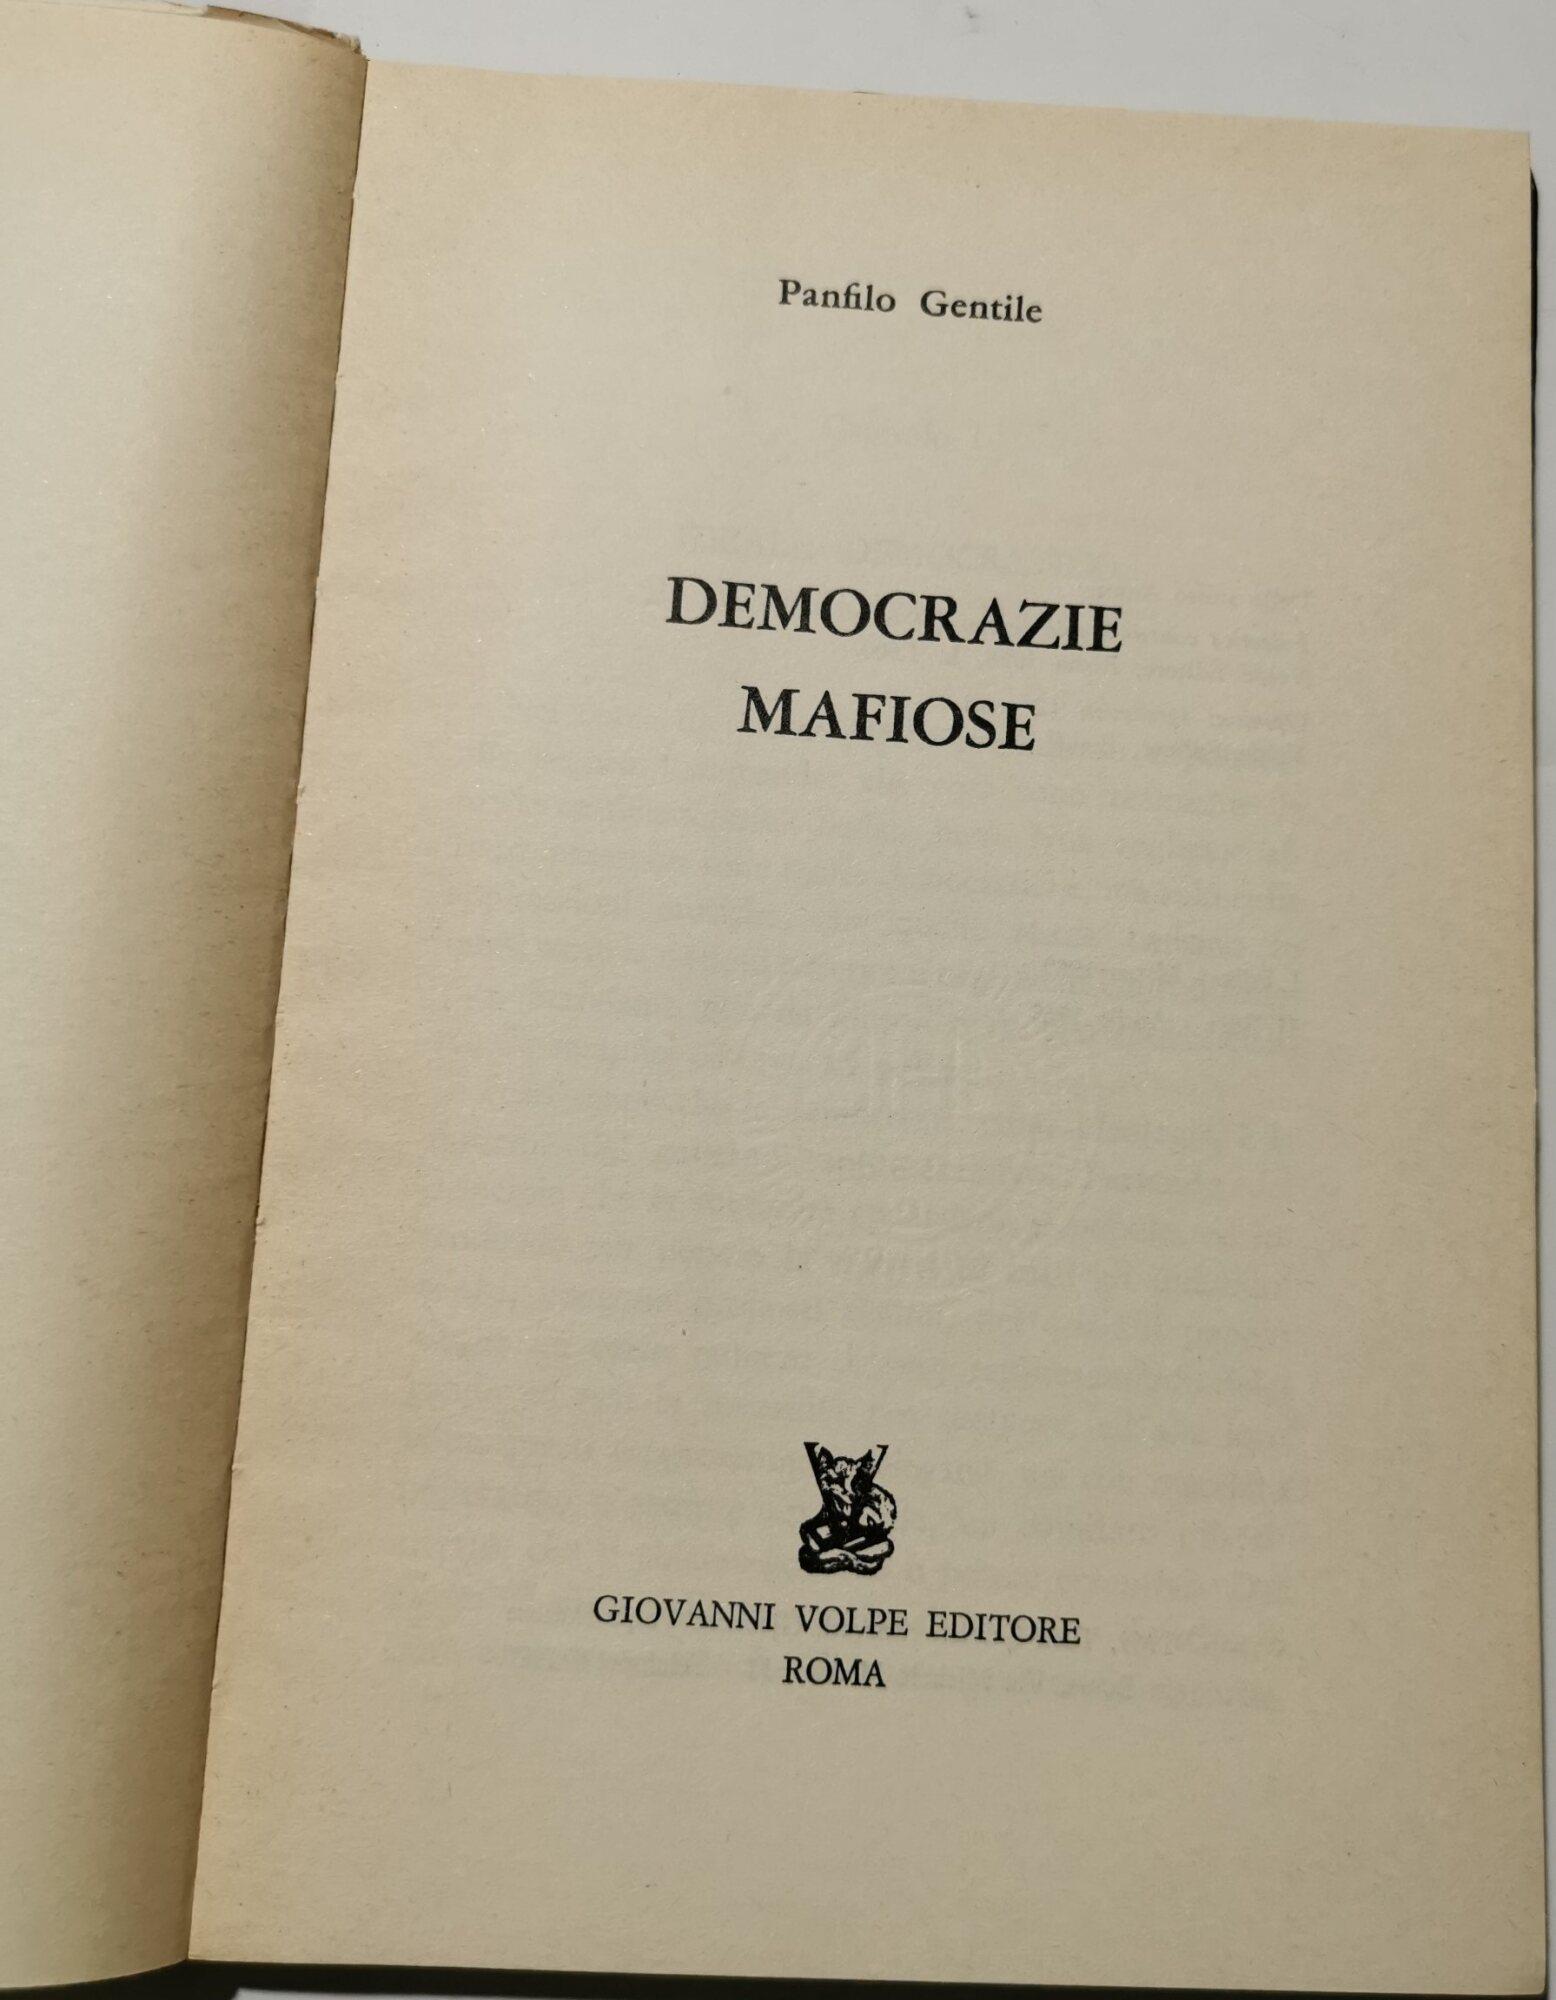 Panfilo Gentile
DEMOCRAZIE
MAFIOSE
GIOVANNI VOLPE EDITORE
ROMA